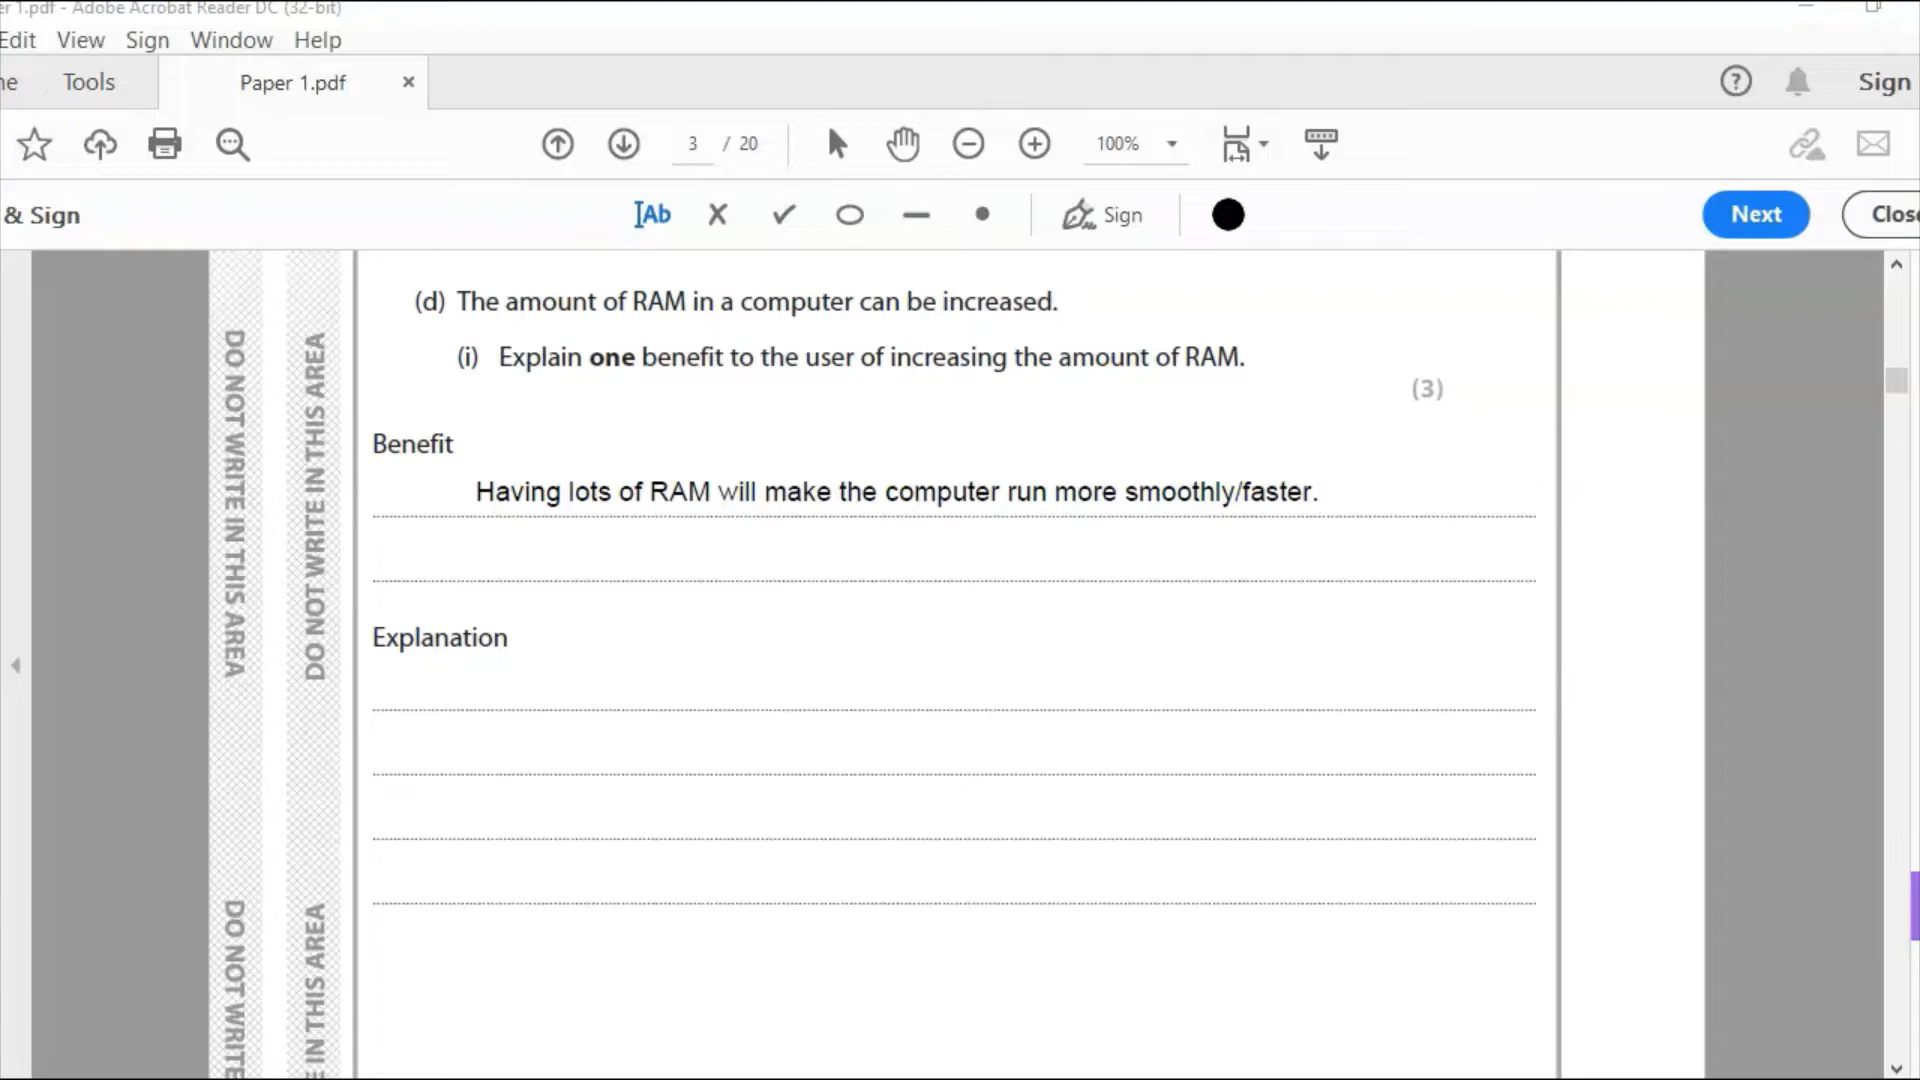 er 1.pdf - Adobe Acrobat Reader DC (32-bit)
Edit View Sign Window Help
ne Tools Paper 1.pdf × Sign
3 / 20 100%
& Sign Ab Sign Next Close
(d) The amount of RAM in a computer can be increased.
(i) Explain one benefit to the user of increasing the amount of RAM.
(3)
Benefit
Having lots of RAM will make the computer run more smoothly/faster.
Explanation
DO NOT WRITE IN THIS AREA
DO NOT WRITE IN THIS AREA
DO NOT WRITE
E IN THIS AREA